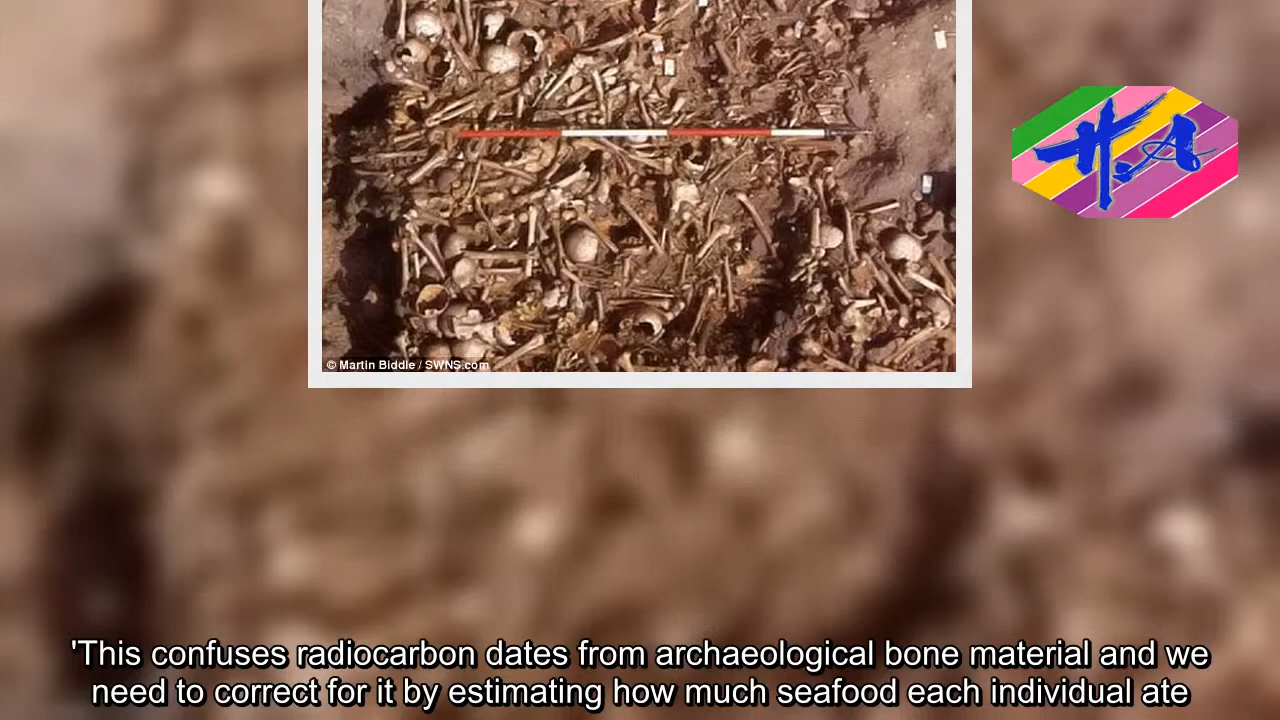 © Martin Biddle / SWNS.com
H.A
'This confuses radiocarbon dates from archaeological bone material and we
need to correct for it by estimating how much seafood each individual ate